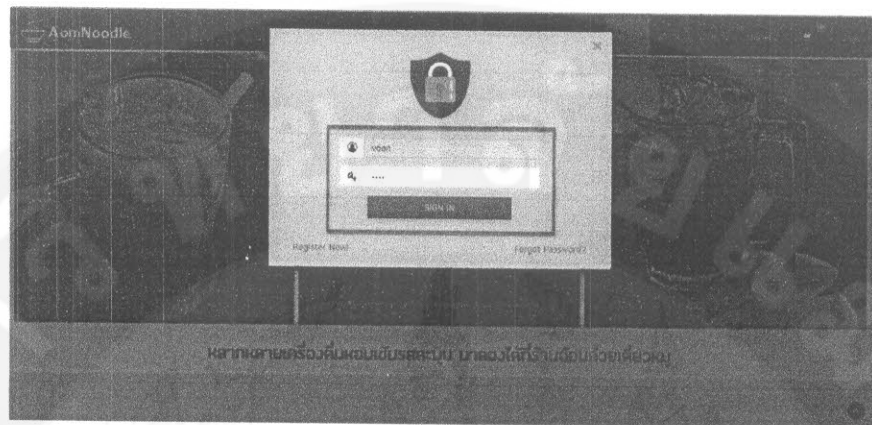 AomNoodle
....
SIGN IN
Register Now!
Forgot Password?
หลากหลายเครื่องดื่มหอมเข้มรสละมุน มาลองได้ที่ร้านอ้อมก๋วยเตี๋ยวหมู